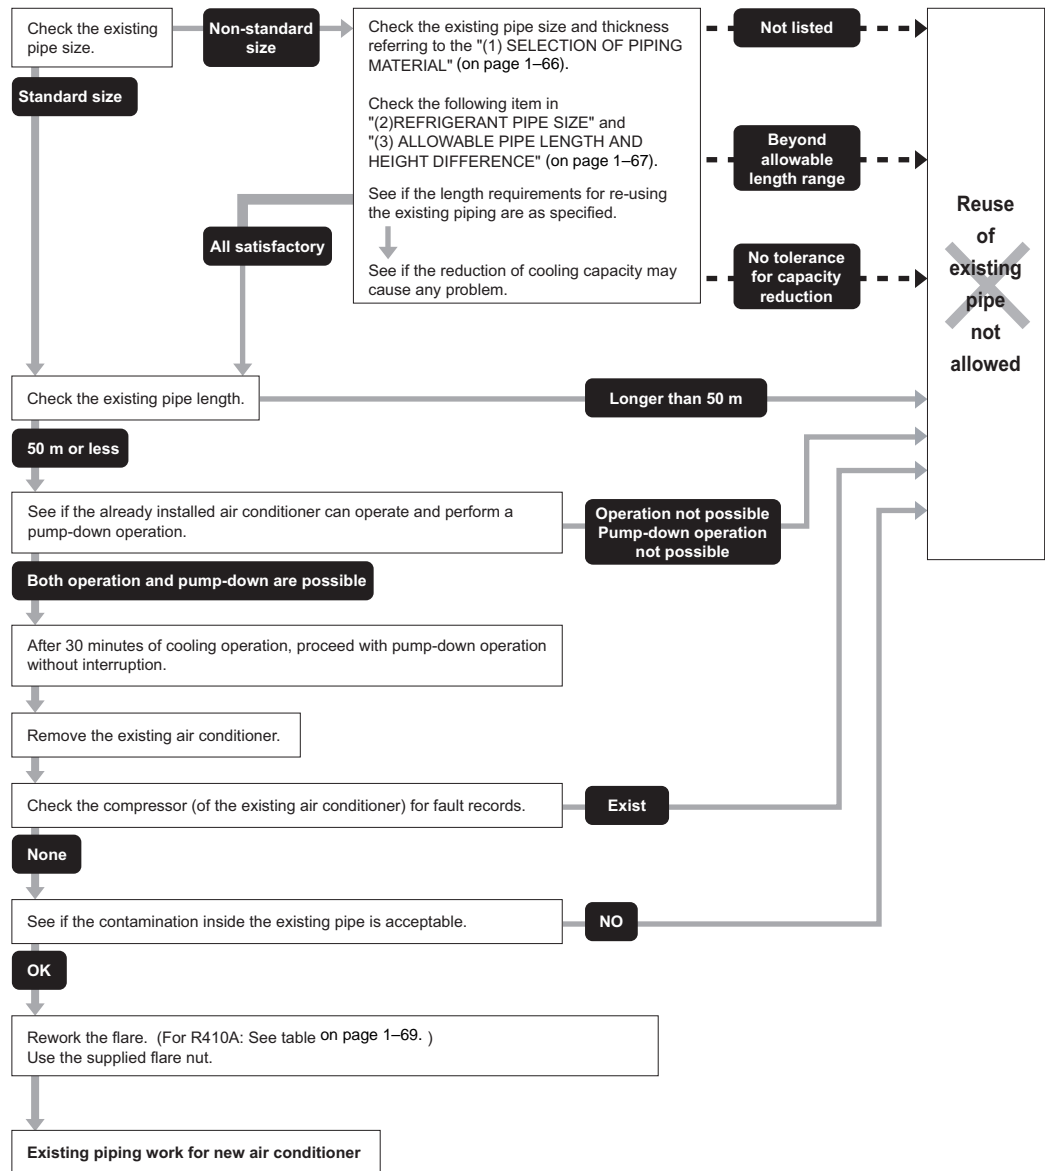 Check the existing
pipe size.
Non-standard
size
Check the existing pipe size and thickness
referring to the "(1) SELECTION OF PIPING
MATERIAL" (on page 1–66).
Check the following item in
"(2)REFRIGERANT PIPE SIZE" and
"(3) ALLOWABLE PIPE LENGTH AND
HEIGHT DIFFERENCE" (on page 1–67).
See if the length requirements for re-using
the existing piping are as specified.
See if the reduction of cooling capacity may
cause any problem.
Not listed
Beyond
allowable
length range
No tolerance
for capacity
reduction
Reuse
of
existing
pipe
not
allowed
Standard size
All satisfactory
Check the existing pipe length.
Longer than 50 m
50 m or less
See if the already installed air conditioner can operate and perform a
pump-down operation.
Operation not possible
Pump-down operation
not possible
Both operation and pump-down are possible
After 30 minutes of cooling operation, proceed with pump-down operation
without interruption.
Remove the existing air conditioner.
Check the compressor (of the existing air conditioner) for fault records.
Exist
None
See if the contamination inside the existing pipe is acceptable.
NO
OK
Rework the flare. (For R410A: See table on page 1–69. )
Use the supplied flare nut.
Existing piping work for new air conditioner